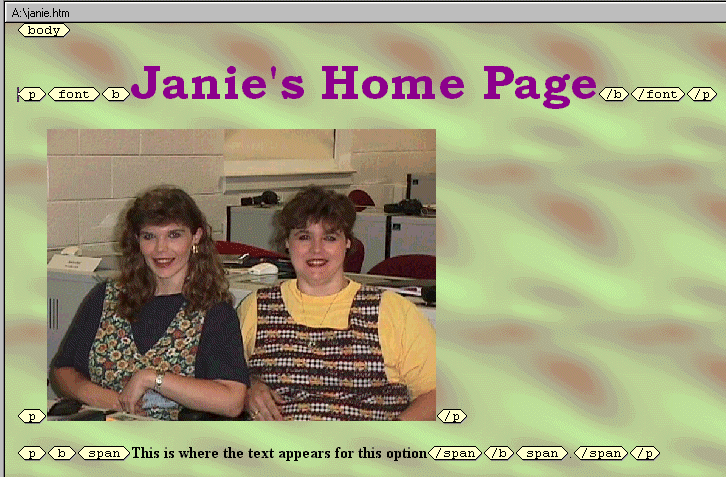 A:\janie.htm
body
p font b Janie's Home Page /b /font /p
p /p
p b span This is where the text appears for this option /span /b span . /span /p